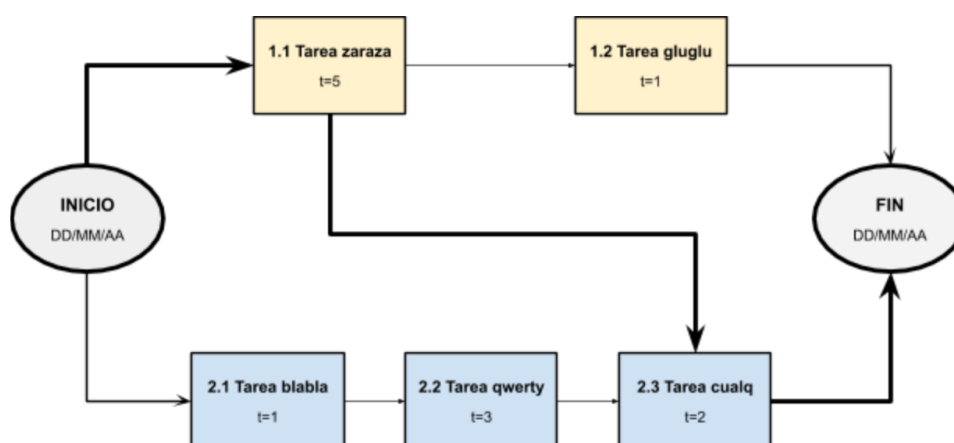 1.1 Tarea zaraza
t=5
1.2 Tarea gluglu
t=1
INICIO
DD/MM/AA
FIN
DD/MM/AA
2.1 Tarea blabla
t=1
2.2 Tarea qwerty
t=3
2.3 Tarea cualq
t=2